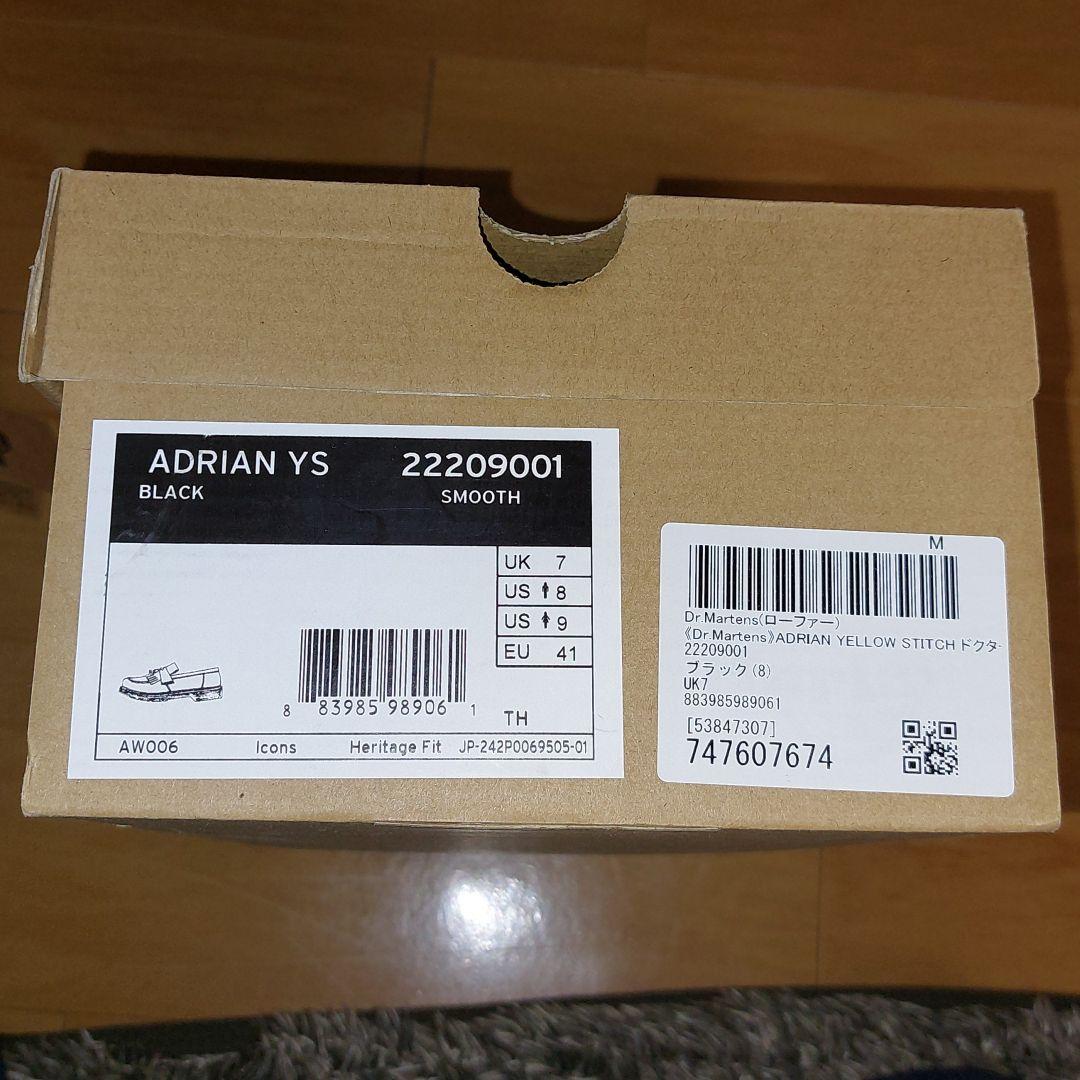 ADRIAN YS 22209001
BLACK SMOOTH
UK 7
US 8
US 9
EU 41
8 83985 98906 1
TH
AW006 Icons Heritage Fit JP-242P0069505-01
M
Dr.Martens(ローファー)
《Dr.Martens》ADRIAN YELLOW STITCH ドクタ-
22209001
ブラック(8)
UK7
883985989061
[53847307]
747607674